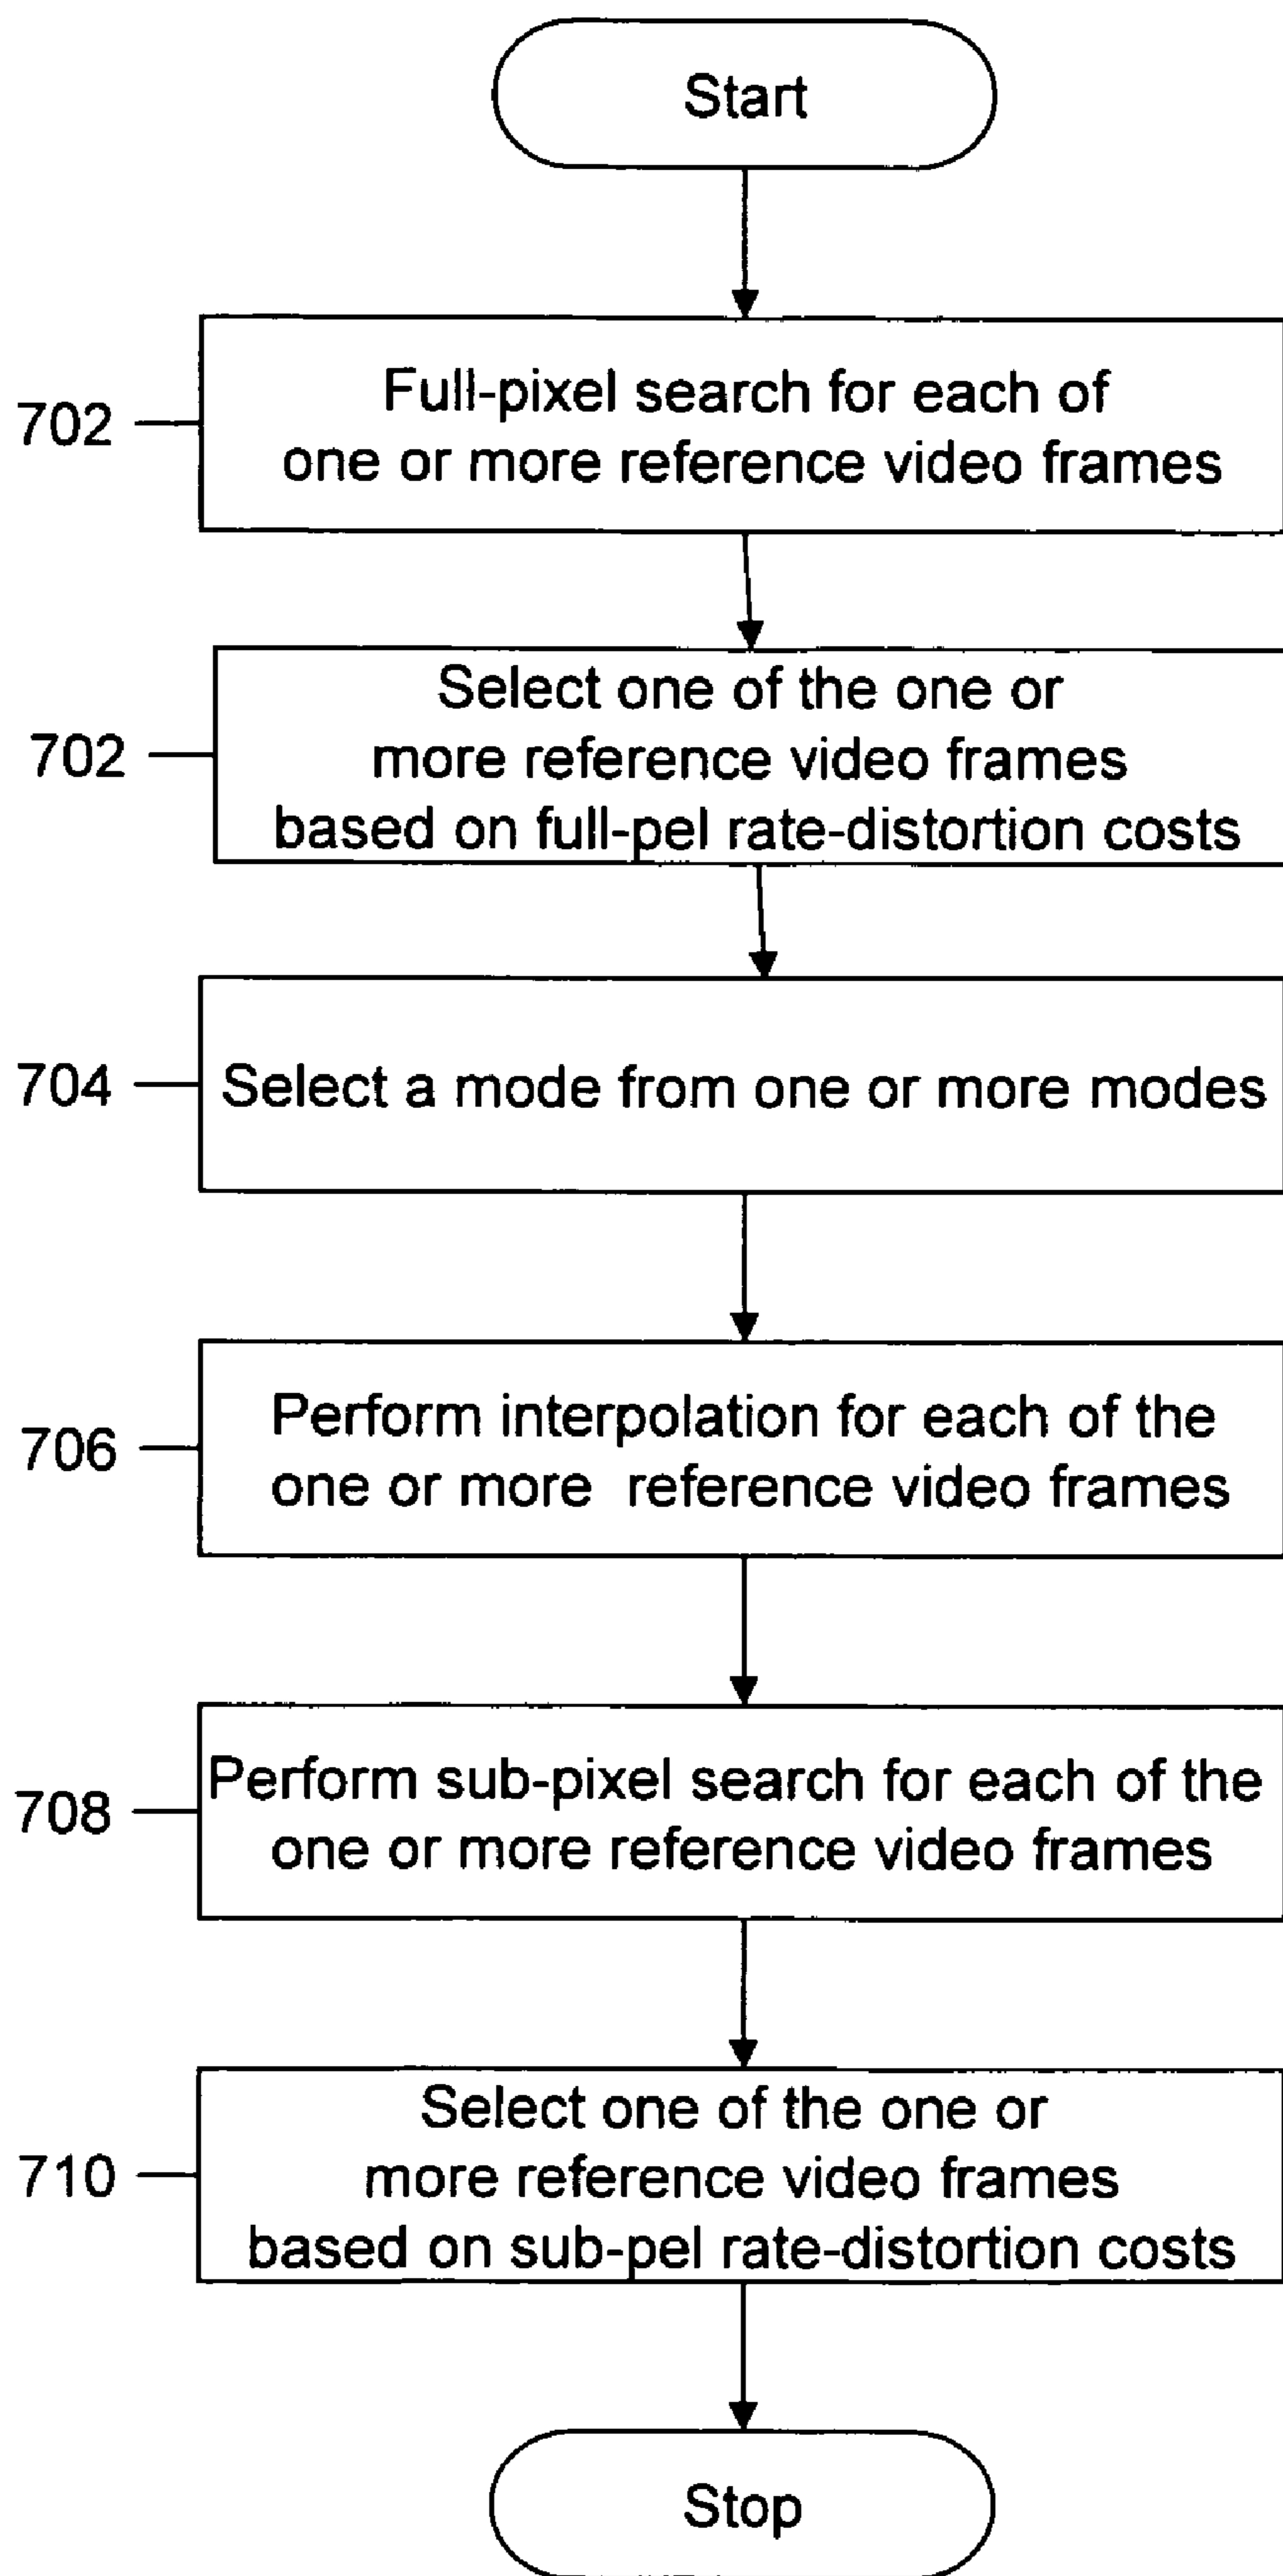 Start
702
Full-pixel search for each of
one or more reference video frames
702
Select one of the one or
more reference video frames
based on full-pel rate-distortion costs
704
Select a mode from one or more modes
706
Perform interpolation for each of the
one or more reference video frames
708
Perform sub-pixel search for each of the
one or more reference video frames
710
Select one of the one or
more reference video frames
based on sub-pel rate-distortion costs
Stop